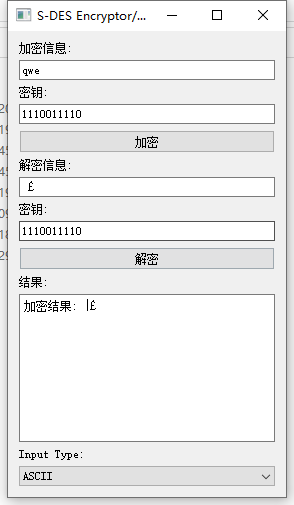 S-DES Encryptor/...
加密信息:
qwe
密钥:
1110011110
加密
解密信息:
£
密钥:
1110011110
解密
结果:
加密结果: £
Input Type:
ASCII